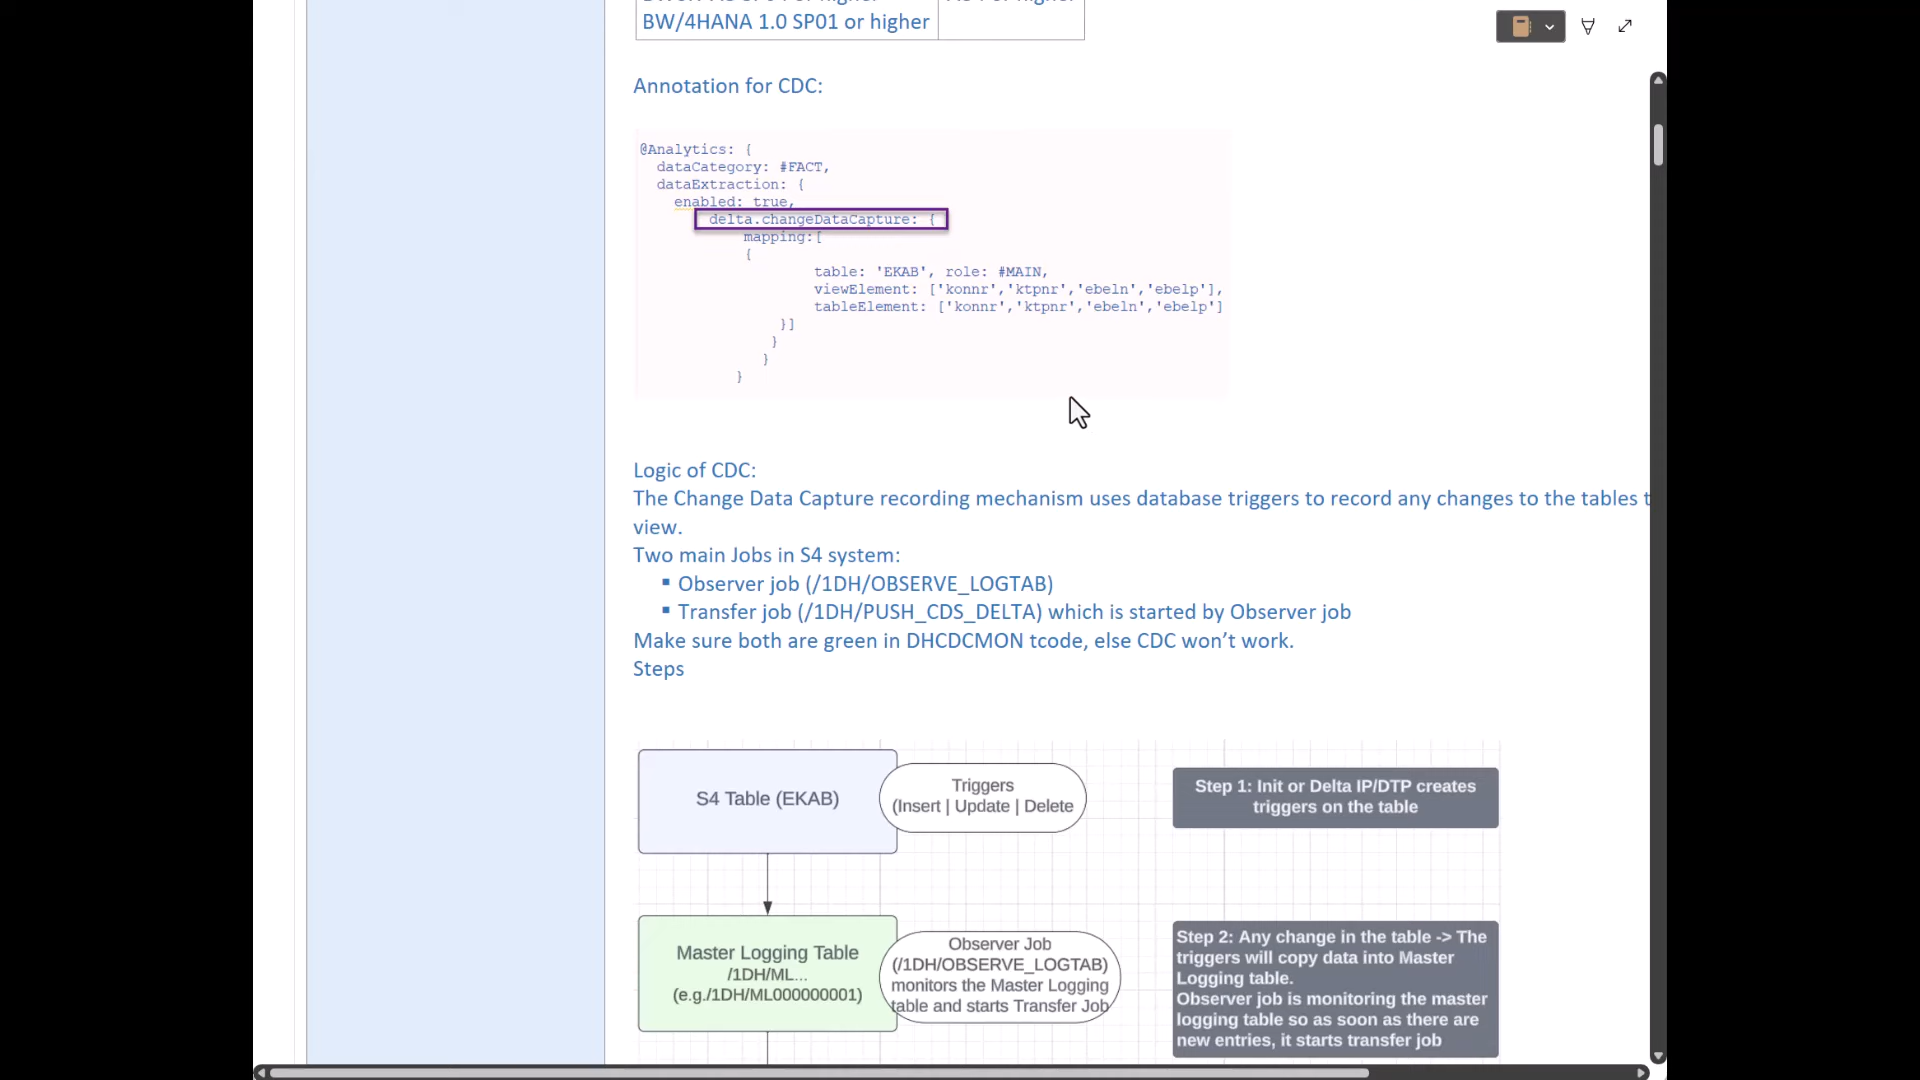 BW/4HANA 1.0 SP01 or higher
Annotation for CDC:
@Analytics: {
dataCategory: #FACT,
dataExtraction: {
enabled: true,
delta.changeDataCapture: {
mapping:[
{
table: 'EKAB', role: #MAIN,
viewElement: ['konnr','ktpnr','ebeln','ebelp'],
tableElement: ['konnr','ktpnr','ebeln','ebelp']
}]
}
}
}
Logic of CDC:
The Change Data Capture recording mechanism uses database triggers to record any changes to the tables
view.
Two main Jobs in S4 system:
▪ Observer job (/1DH/OBSERVE_LOGTAB)
▪ Transfer job (/1DH/PUSH_CDS_DELTA) which is started by Observer job
Make sure both are green in DHCDCMON tcode, else CDC won’t work.
Steps
S4 Table (EKAB)
Triggers
(Insert | Update | Delete
Step 1: Init or Delta IP/DTP creates
triggers on the table
Master Logging Table
/1DH/ML...
(e.g./1DH/ML000000001)
Observer Job
(/1DH/OBSERVE_LOGTAB)
monitors the Master Logging
table and starts Transfer Job
Step 2: Any change in the table -> The
triggers will copy data into Master
Logging table.
Observer job is monitoring the master
logging table so as soon as there are
new entries, it starts transfer job